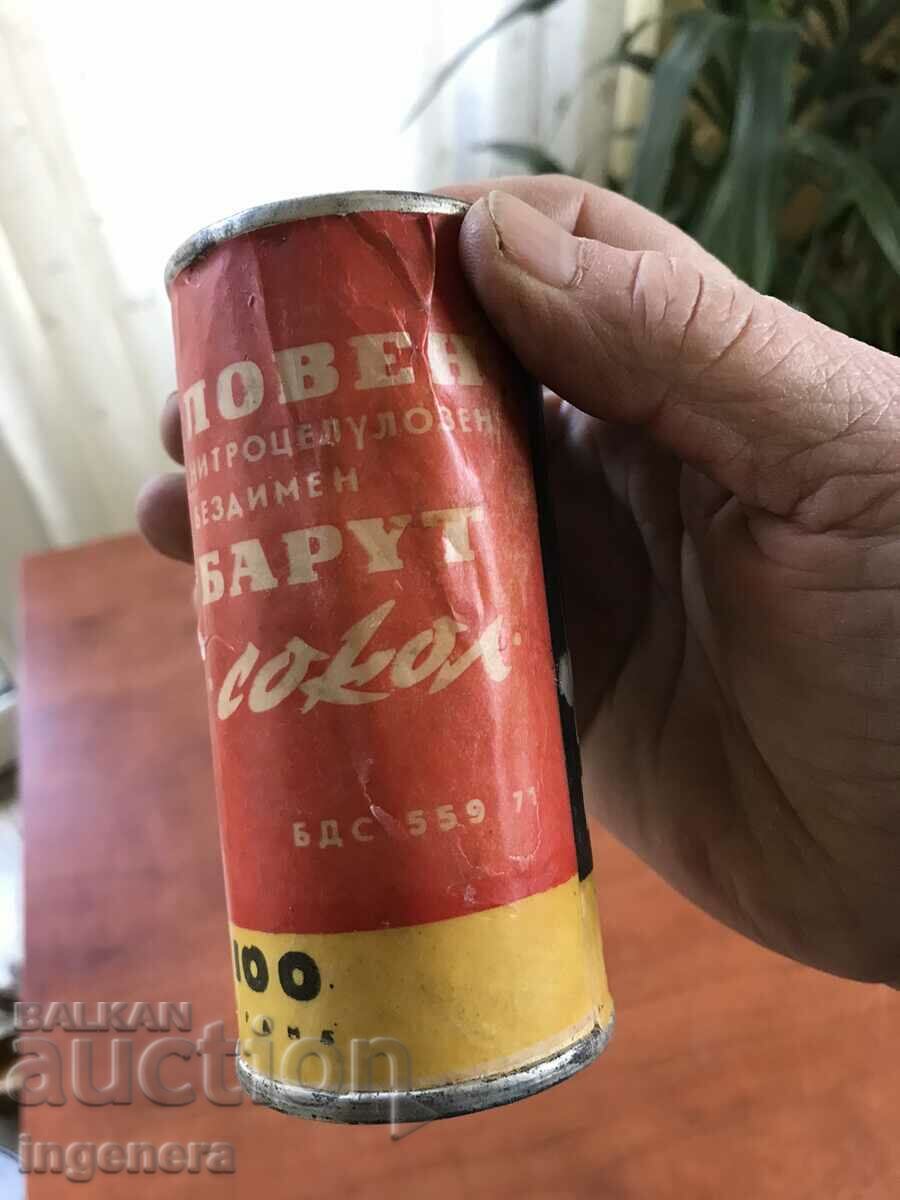 ЛОВЕН
НИТРОЦЕЛУЛОЗЕН
БЕЗДИМЕН
БАРУТ
сокол
БДС 559 71
100
BALKAN
auction
ingenera